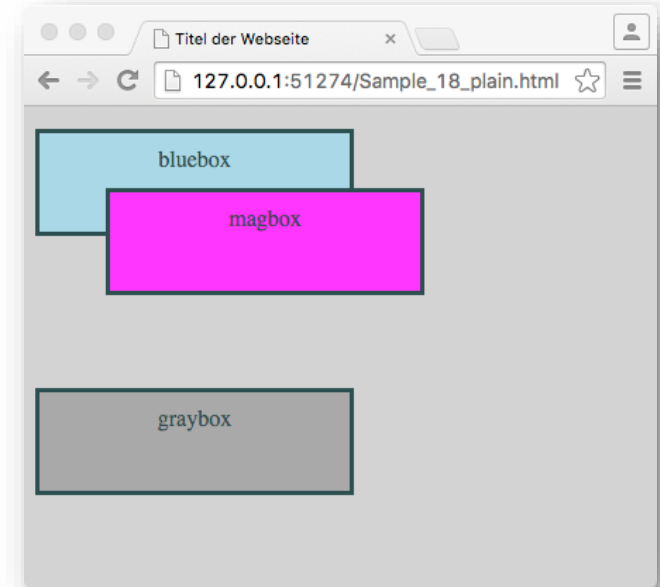 Titel der Webseite
127.0.0.1:51274/Sample_18_plain.html
bluebox
magbox
graybox